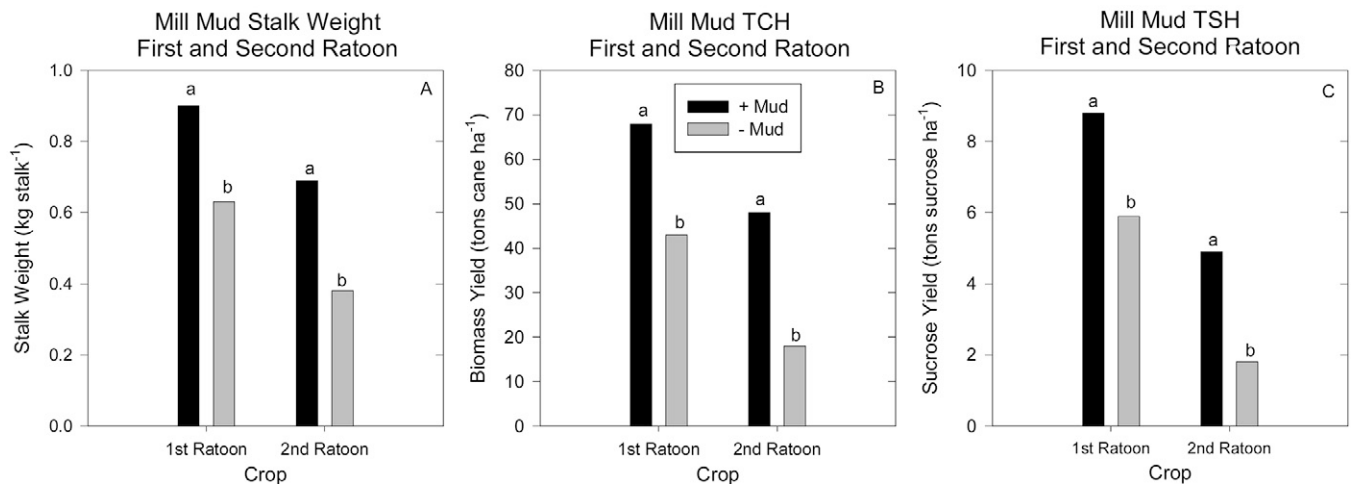 Mill Mud Stalk Weight
First and Second Ratoon
A
Stalk Weight (kg stalk⁻¹)
1.0
0.8
0.6
0.4
0.2
0.0
a
b
a
b
1st Ratoon
2nd Ratoon
Crop
Mill Mud TCH
First and Second Ratoon
B
+ Mud
- Mud
Biomass Yield (tons cane ha⁻¹)
80
70
60
50
40
30
20
10
0
a
b
a
b
1st Ratoon
2nd Ratoon
Crop
Mill Mud TSH
First and Second Ratoon
C
Sucrose Yield (tons sucrose ha⁻¹)
10
8
6
4
2
0
a
b
a
b
1st Ratoon
2nd Ratoon
Crop